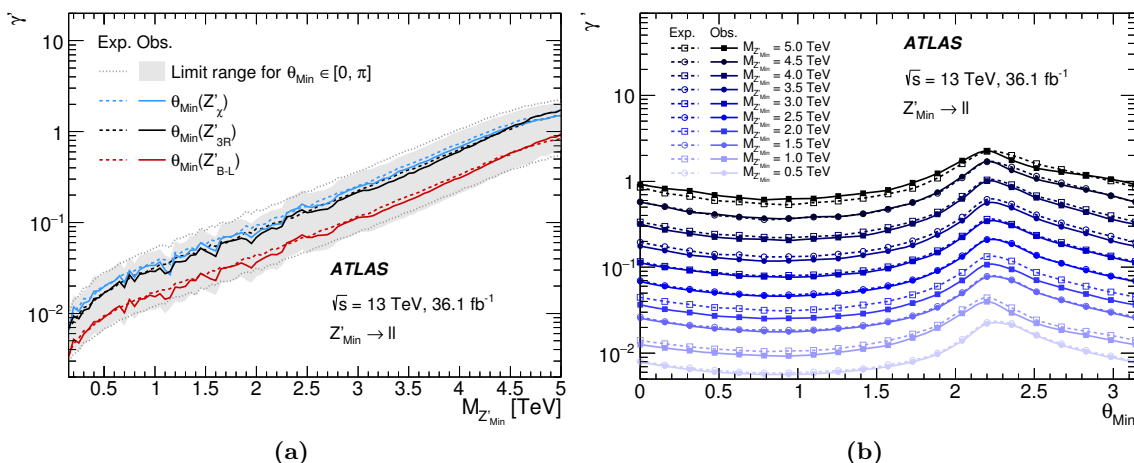 γ'
10
1
10⁻¹
10⁻²
Exp. Obs.
Limit range for θ_Min ∈ [0, π]
θ_Min(Z'_χ)
θ_Min(Z'_3R)
θ_Min(Z'_B-L)
ATLAS
√s = 13 TeV, 36.1 fb⁻¹
Z'_Min → ll
0.5 1 1.5 2 2.5 3 3.5 4 4.5 5
M_Z'_Min [TeV]
(a)
γ'
10
1
10⁻¹
10⁻²
Exp. Obs.
M_Z'_Min = 5.0 TeV
M_Z'_Min = 4.5 TeV
M_Z'_Min = 4.0 TeV
M_Z'_Min = 3.5 TeV
M_Z'_Min = 3.0 TeV
M_Z'_Min = 2.5 TeV
M_Z'_Min = 2.0 TeV
M_Z'_Min = 1.5 TeV
M_Z'_Min = 1.0 TeV
M_Z'_Min = 0.5 TeV
ATLAS
√s = 13 TeV, 36.1 fb⁻¹
Z'_Min → ll
0 0.5 1 1.5 2 2.5 3
θ_Min
(b)